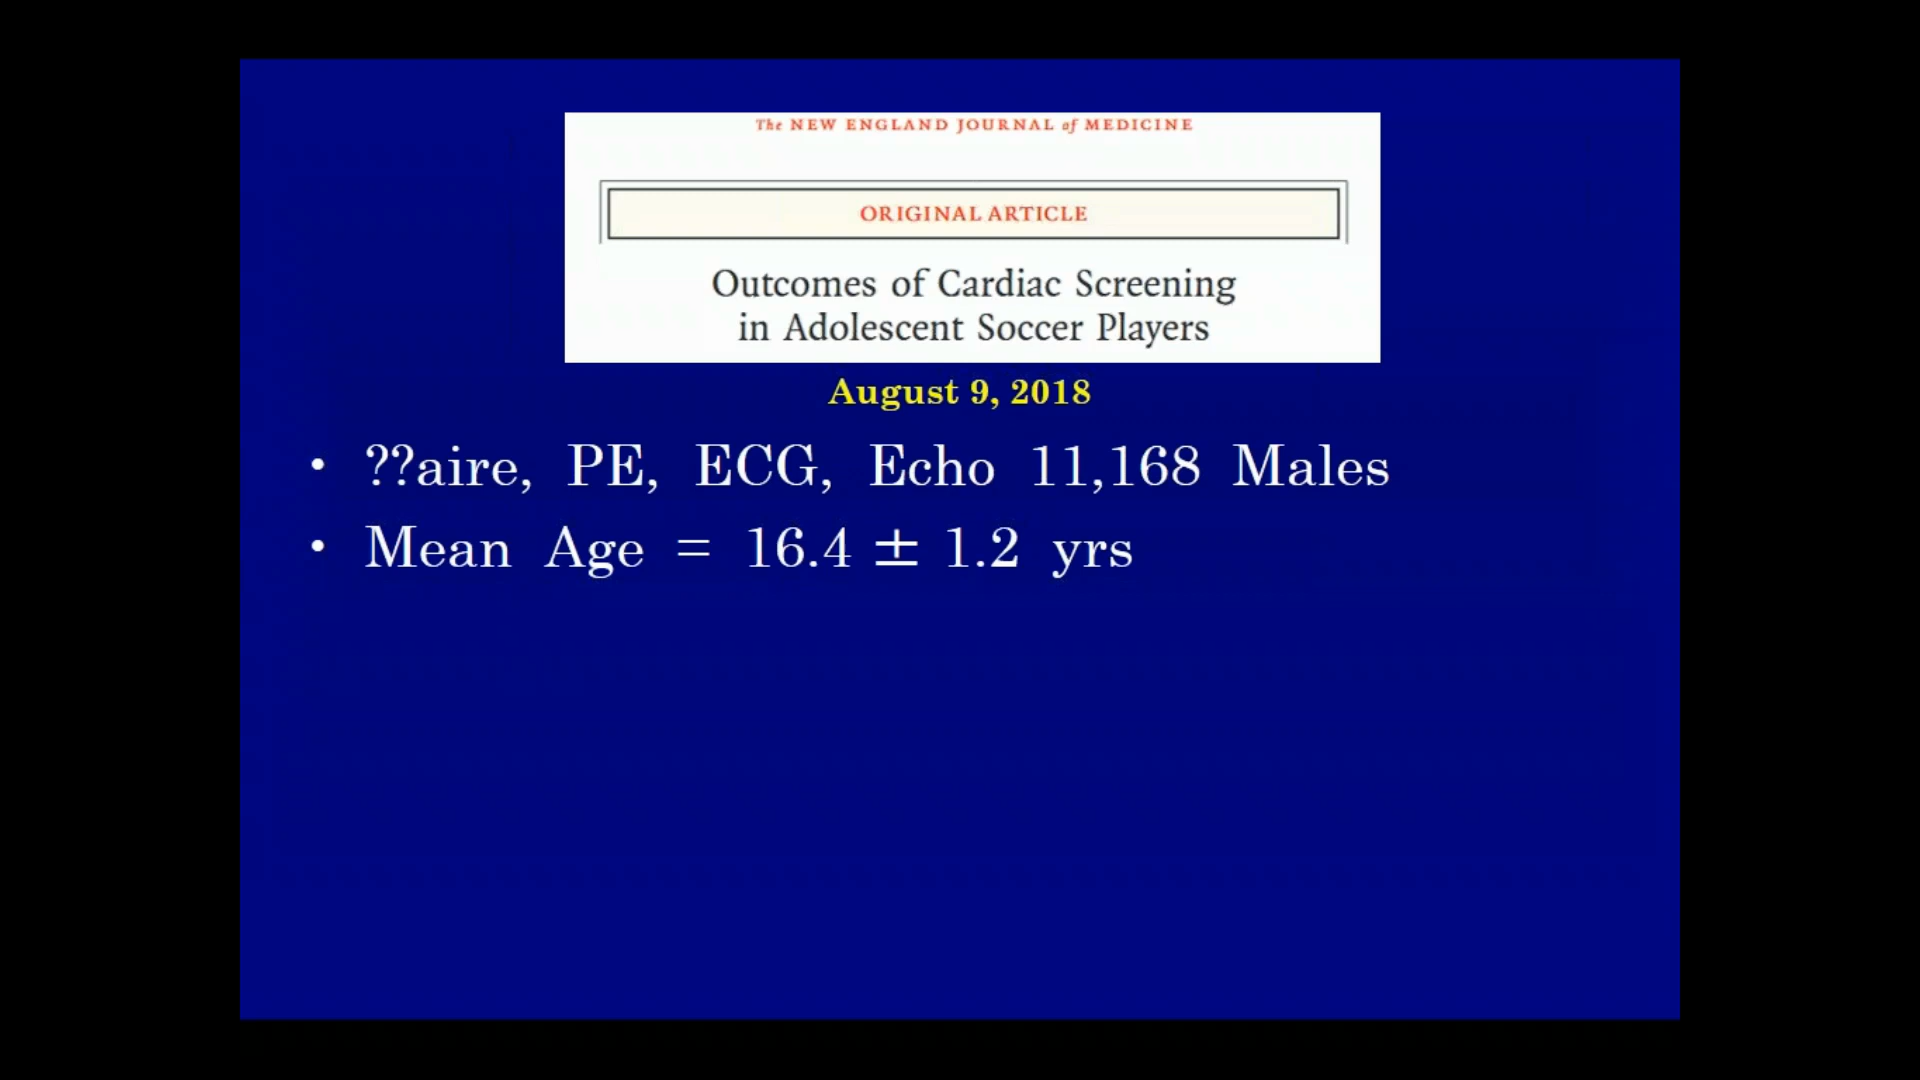 The NEW ENGLAND JOURNAL of MEDICINE
ORIGINAL ARTICLE
Outcomes of Cardiac Screening
in Adolescent Soccer Players
August 9, 2018
• ??aire, PE, ECG, Echo 11,168 Males
• Mean Age = 16.4 ± 1.2 yrs